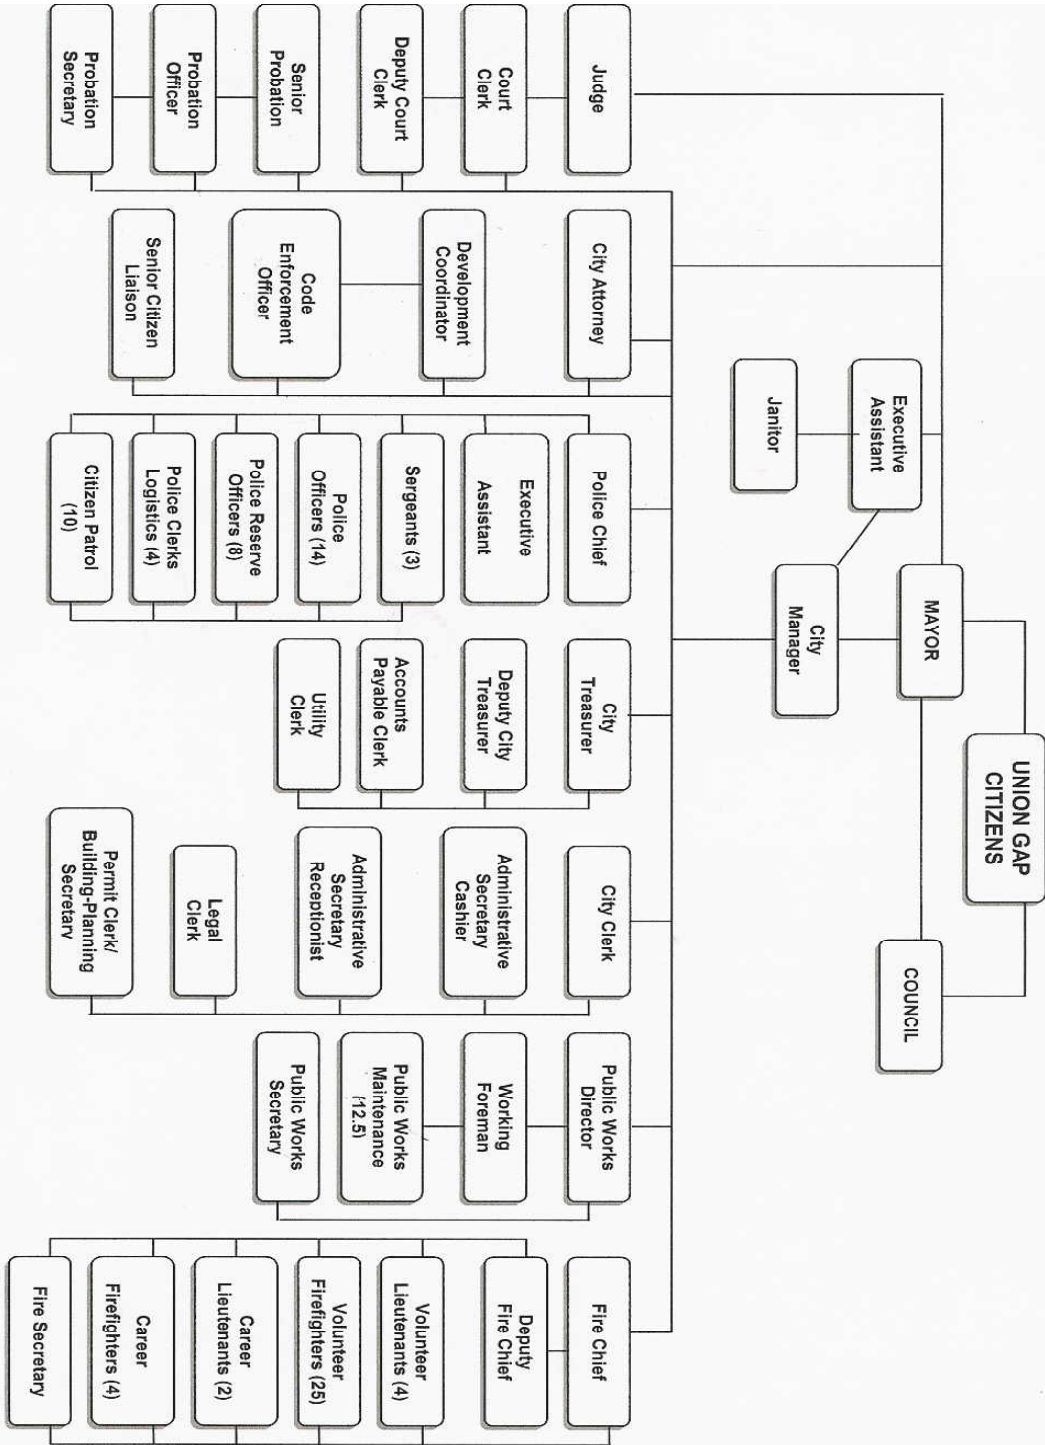 UNION GAP
CITIZENS
MAYOR
COUNCIL
Executive
Assistant
Janitor
City
Manager
Judge
Court
Clerk
Deputy Court
Clerk
Senior
Probation
Probation
Officer
Probation
Secretary
City Attorney
Development
Coordinator
Code
Enforcement
Officer
Senior Citizen
Liaison
Police Chief
Executive
Assistant
Sergeants (3)
Police
Officers (14)
Police Reserve
Officers (8)
Police Clerks
Logistics (4)
Citizen Patrol
(10)
City
Treasurer
Deputy City
Treasurer
Accounts
Payable Clerk
Utility
Clerk
City Clerk
Administrative
Secretary
Cashier
Administrative
Secretary
Receptionist
Legal
Clerk
Permit Clerk/
Building-Planning
Secretary
Public Works
Director
Working
Foreman
Public Works
Maintenance
(12.5)
Public Works
Secretary
Fire Chief
Deputy
Fire Chief
Volunteer
Lieutenants (4)
Volunteer
Firefighters (25)
Career
Lieutenants (2)
Career
Firefighters (4)
Fire Secretary